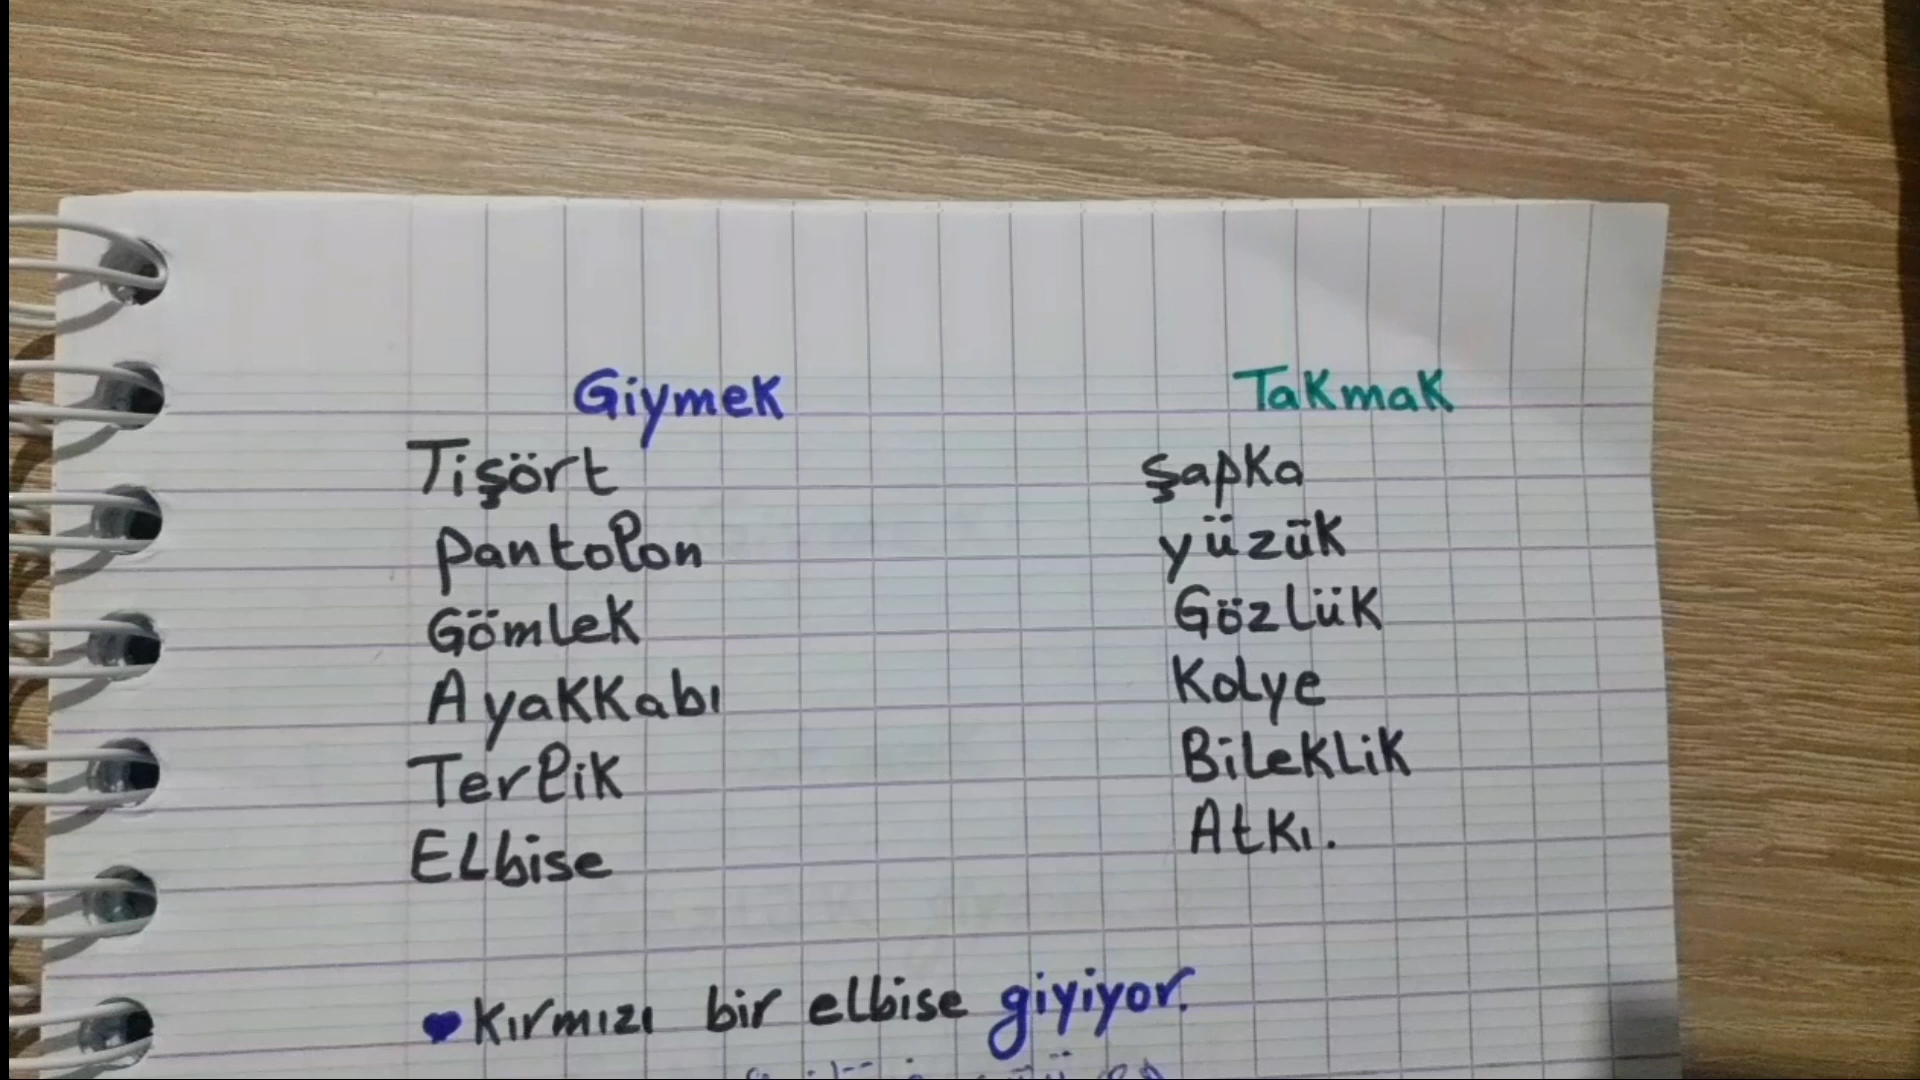 Giymek Takmak
Tişört Şapka
Pantolon yüzük
Gömlek Gözlük
Ayakkabı Kolye
Terlik Bileklik
Elbise Atkı.
Kırmızı bir elbise giyiyor.